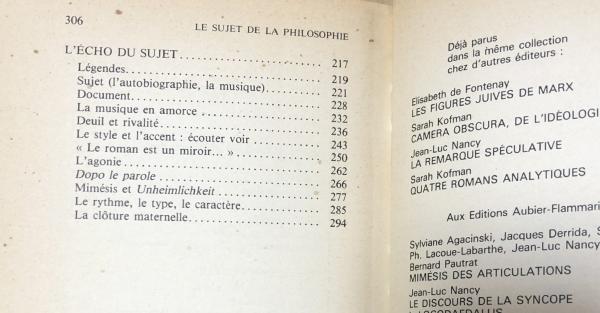 306
LE SUJET DE LA PHILOSOPHIE
L'ÉCHO DU SUJET 217
Légendes 219
Sujet (l'autobiographie, la musique) 221
Document 228
La musique en amorce 232
Deuil et rivalité 236
Le style et l'accent : écouter voir 243
« Le roman est un miroir... » 250
L'agonie 262
Dopo le parole 266
Mimésis et Unheimlichkeit 277
Le rythme, le type, le caractère 285
La clôture maternelle 294
Déjà parus
dans la même collection
chez d'autres éditeurs :
Elisabeth de Fontenay
LES FIGURES JUIVES DE MARX
Sarah Kofman
CAMERA OBSCURA, DE L'IDÉOLOGI
Jean-Luc Nancy
LA REMARQUE SPÉCULATIVE
Sarah Kofman
QUATRE ROMANS ANALYTIQUES
Aux Editions Aubier-Flammari
Sylviane Agacinski, Jacques Derrida, S
Ph. Lacoue-Labarthe, Jean-Luc Nancy
Bernard Pautrat
MIMÉSIS DES ARTICULATIONS
Jean-Luc Nancy
LE DISCOURS DE LA SYNCOPE